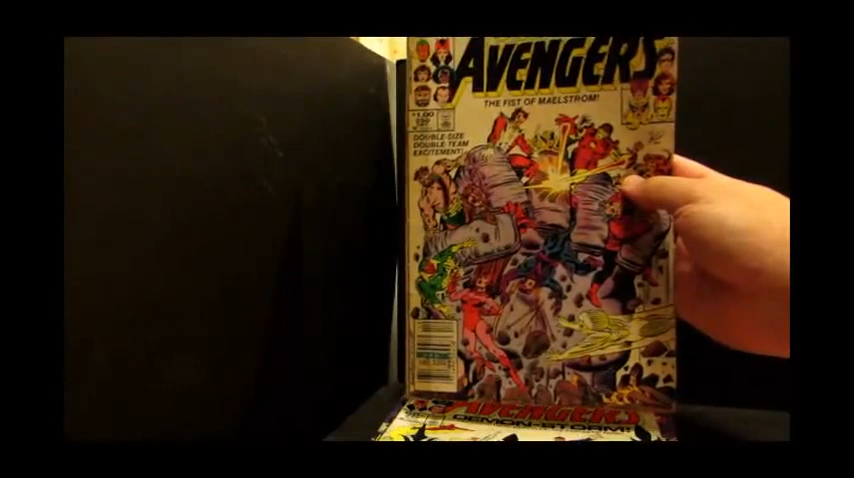 AVENGERS
THE FIST OF MAELSTROM!
$1.00
DOUBLE-SIZE
DOUBLE-TEAM
EXCITEMENT!
AVENGERS
DEMON-STORM!